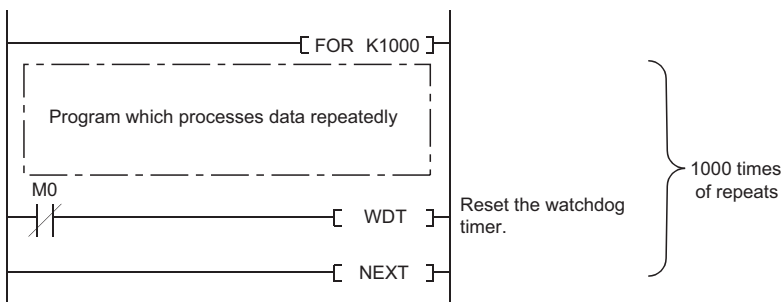 FOR K1000
Program which processes data repeatedly
M0
WDT
Reset the watchdog
timer.
NEXT
1000 times
of repeats